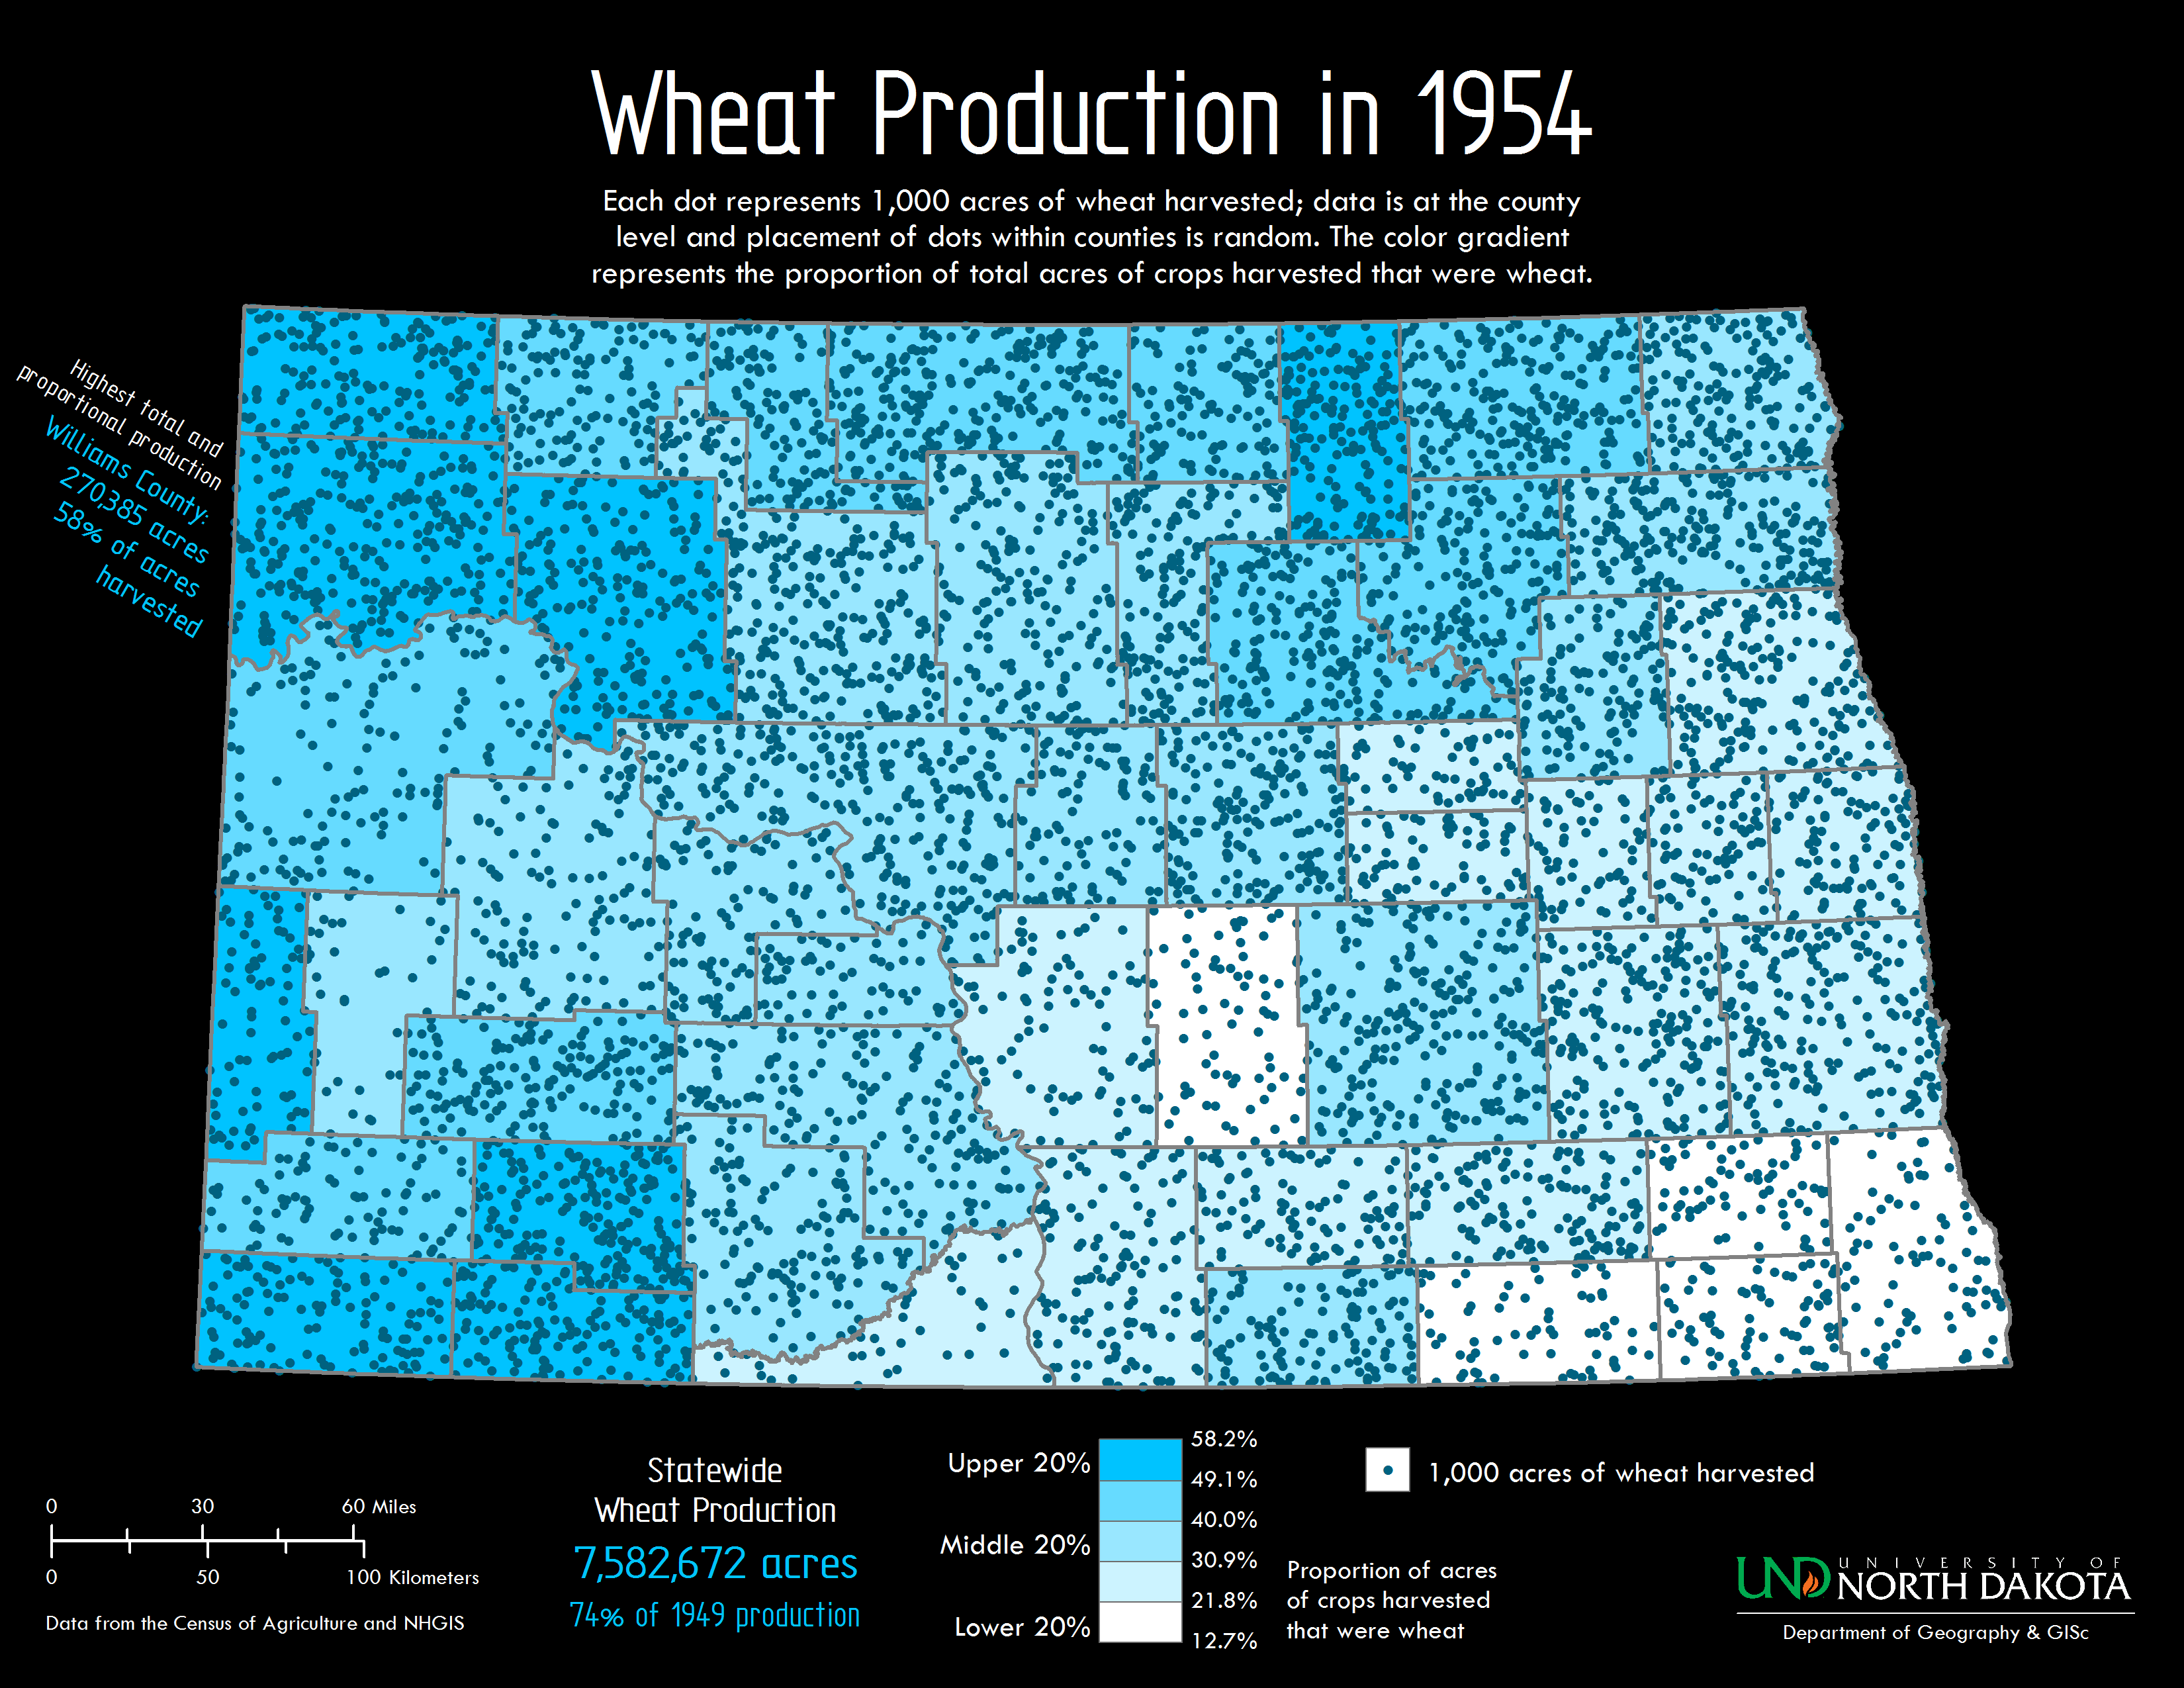 Wheat Production in 1954
Each dot represents 1,000 acres of wheat harvested; data is at the county
level and placement of dots within counties is random. The color gradient
represents the proportion of total acres of crops harvested that were wheat.
Highest total and
proportional production
Williams County:
270,385 acres
58% of acres
harvested
0 30 60 Miles
0 50 100 Kilometers
Data from the Census of Agriculture and NHGIS
Statewide
Wheat Production
7,582,672 acres
74% of 1949 production
Upper 20%
Middle 20%
Lower 20%
58.2%
49.1%
40.0%
30.9%
21.8%
12.7%
1,000 acres of wheat harvested
Proportion of acres
of crops harvested
that were wheat
UND
UNIVERSITY OF
NORTH DAKOTA
Department of Geography & GISc